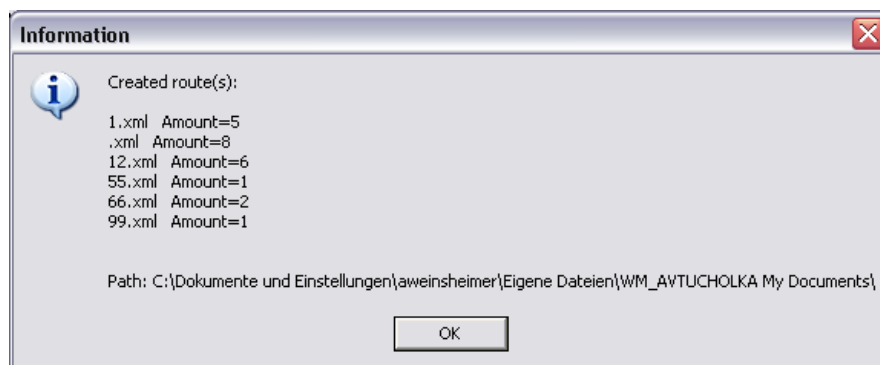 Information
Created route(s):
1.xml Amount=5
.xml Amount=8
12.xml Amount=6
55.xml Amount=1
66.xml Amount=2
99.xml Amount=1
Path: C:\Dokumente und Einstellungen\aweinsheimer\Eigene Dateien\WM_AVTUCHOLKA My Documents\
OK